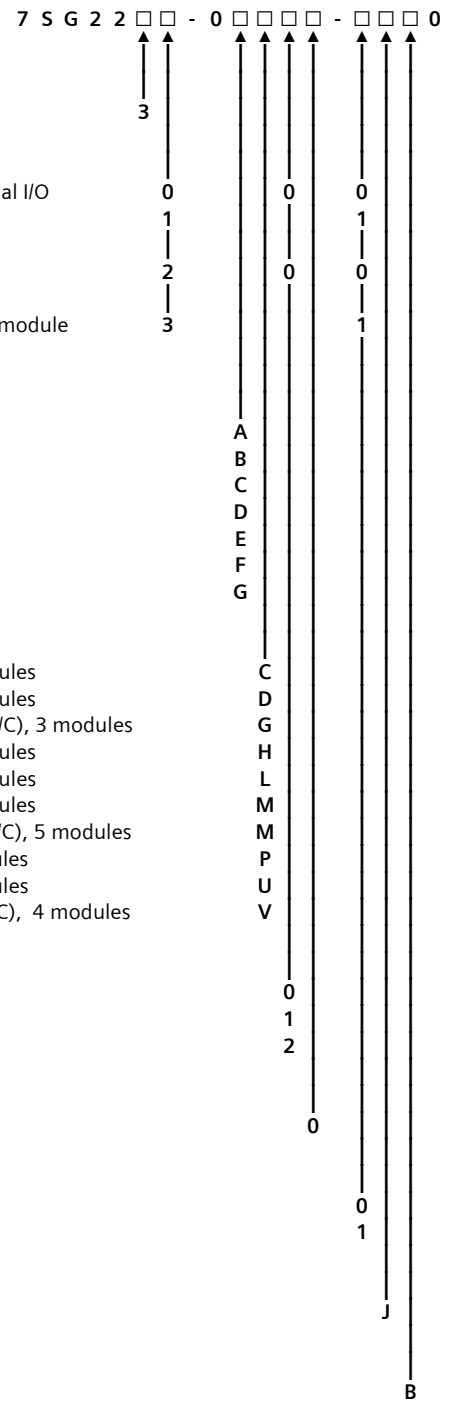 7 S G 2 2 □ □ - 0 □ □ □ □ - □ □ □ 0
3
al I/O 0 0 0
1 1
2 0 0
module 3 1
A
B
C
D
E
F
G
ules C
ules D
/C), 3 modules G
ules H
ules L
ules M
/C), 5 modules M
ules P
ules U
C), 4 modules V
0
1
2
0
0
1
J
B